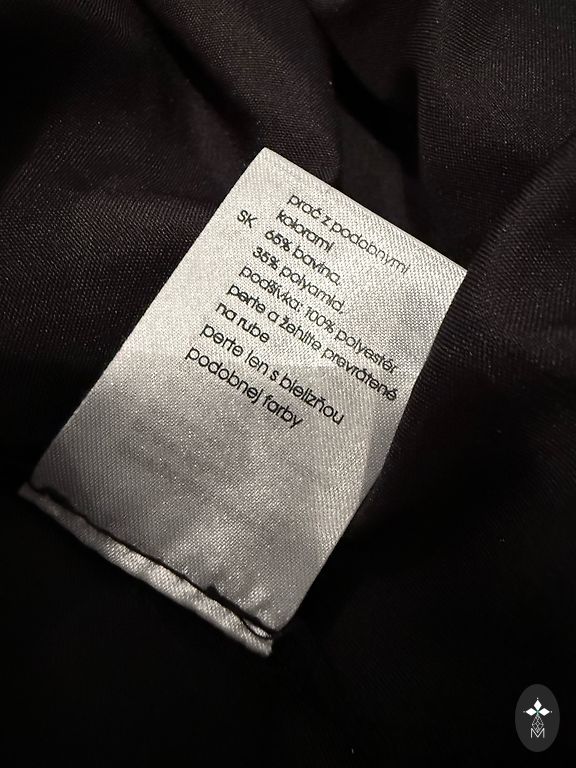 prać z podobnymi
kolorami
SK 65% bavlna,
35% polyamid,
podšívka: 100% polyestér
perte a žehlite prevrátené
na rube
perte len s bielizňou
podobnej farby
M